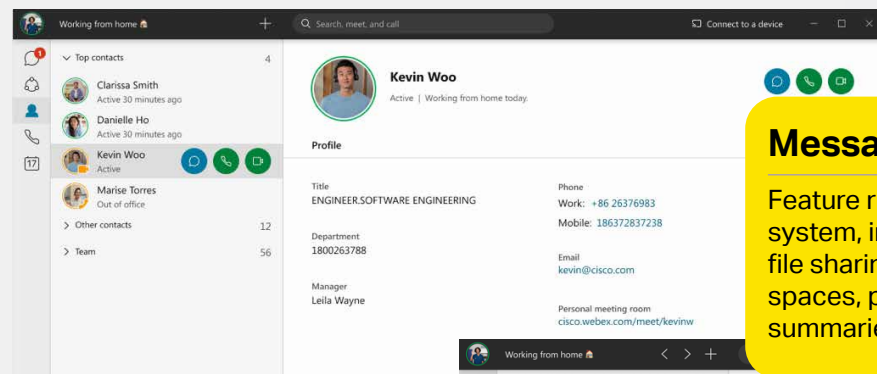 Working from home
Search, meet, and call
Connect to a device
1
Top contacts
4
Clarissa Smith
Active 30 minutes ago
Danielle Ho
Active 30 minutes ago
Kevin Woo
Active
Marise Torres
Out of office
Other contacts
12
Team
56
17
Kevin Woo
Active | Working from home today.
Profile
Title
ENGINEER.SOFTWARE ENGINEERING
Department
1800263788
Manager
Leila Wayne
Phone
Work: +86 26376983
Mobile: 186372837238
Email
kevin@cisco.com
Personal meeting room
cisco.webex.com/meet/kevinw
Working from home
Messa
Feature r
system, i
file sharin
spaces, p
summarie